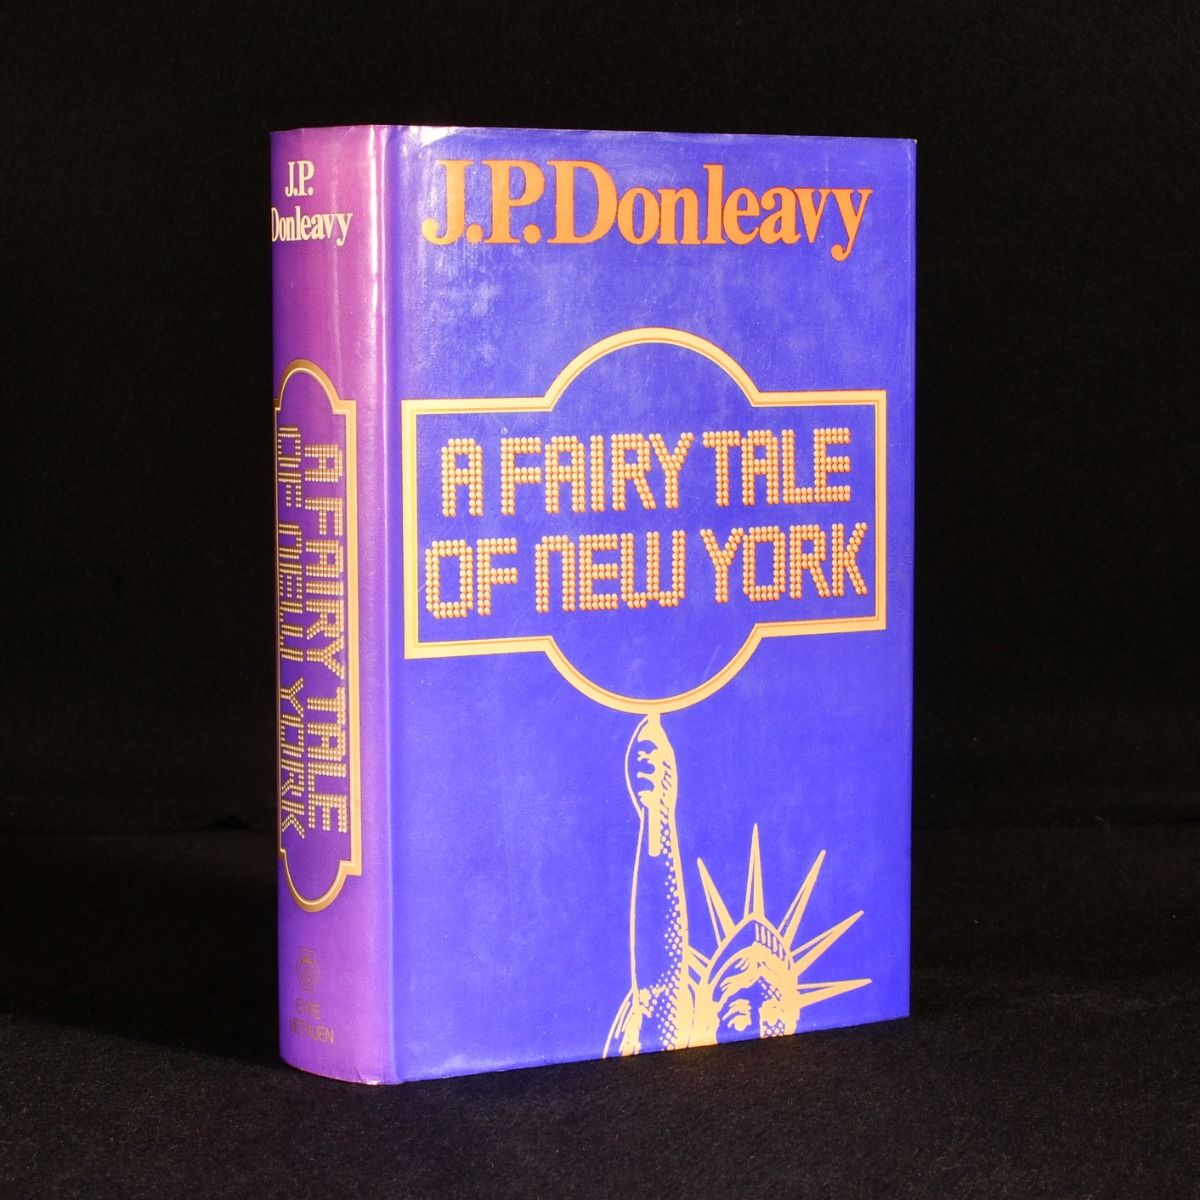 J.P.
Donleavy
A FAIRY TALE
OF NEW YORK
EYRE
METHUEN
J.P. Donleavy
A FAIRY TALE
OF NEW YORK